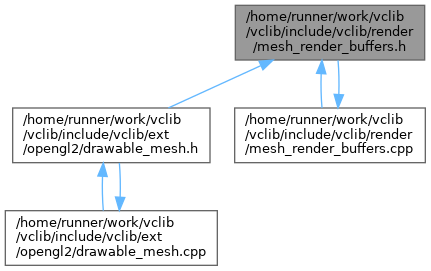 /home/runner/work/vclib
/vclib/include/vclib/render
/mesh_render_buffers.h
/home/runner/work/vclib
/vclib/include/vclib/ext
/opengl2/drawable_mesh.h
/home/runner/work/vclib
/vclib/include/vclib/render
/mesh_render_buffers.cpp
/home/runner/work/vclib
/vclib/include/vclib/ext
/opengl2/drawable_mesh.cpp